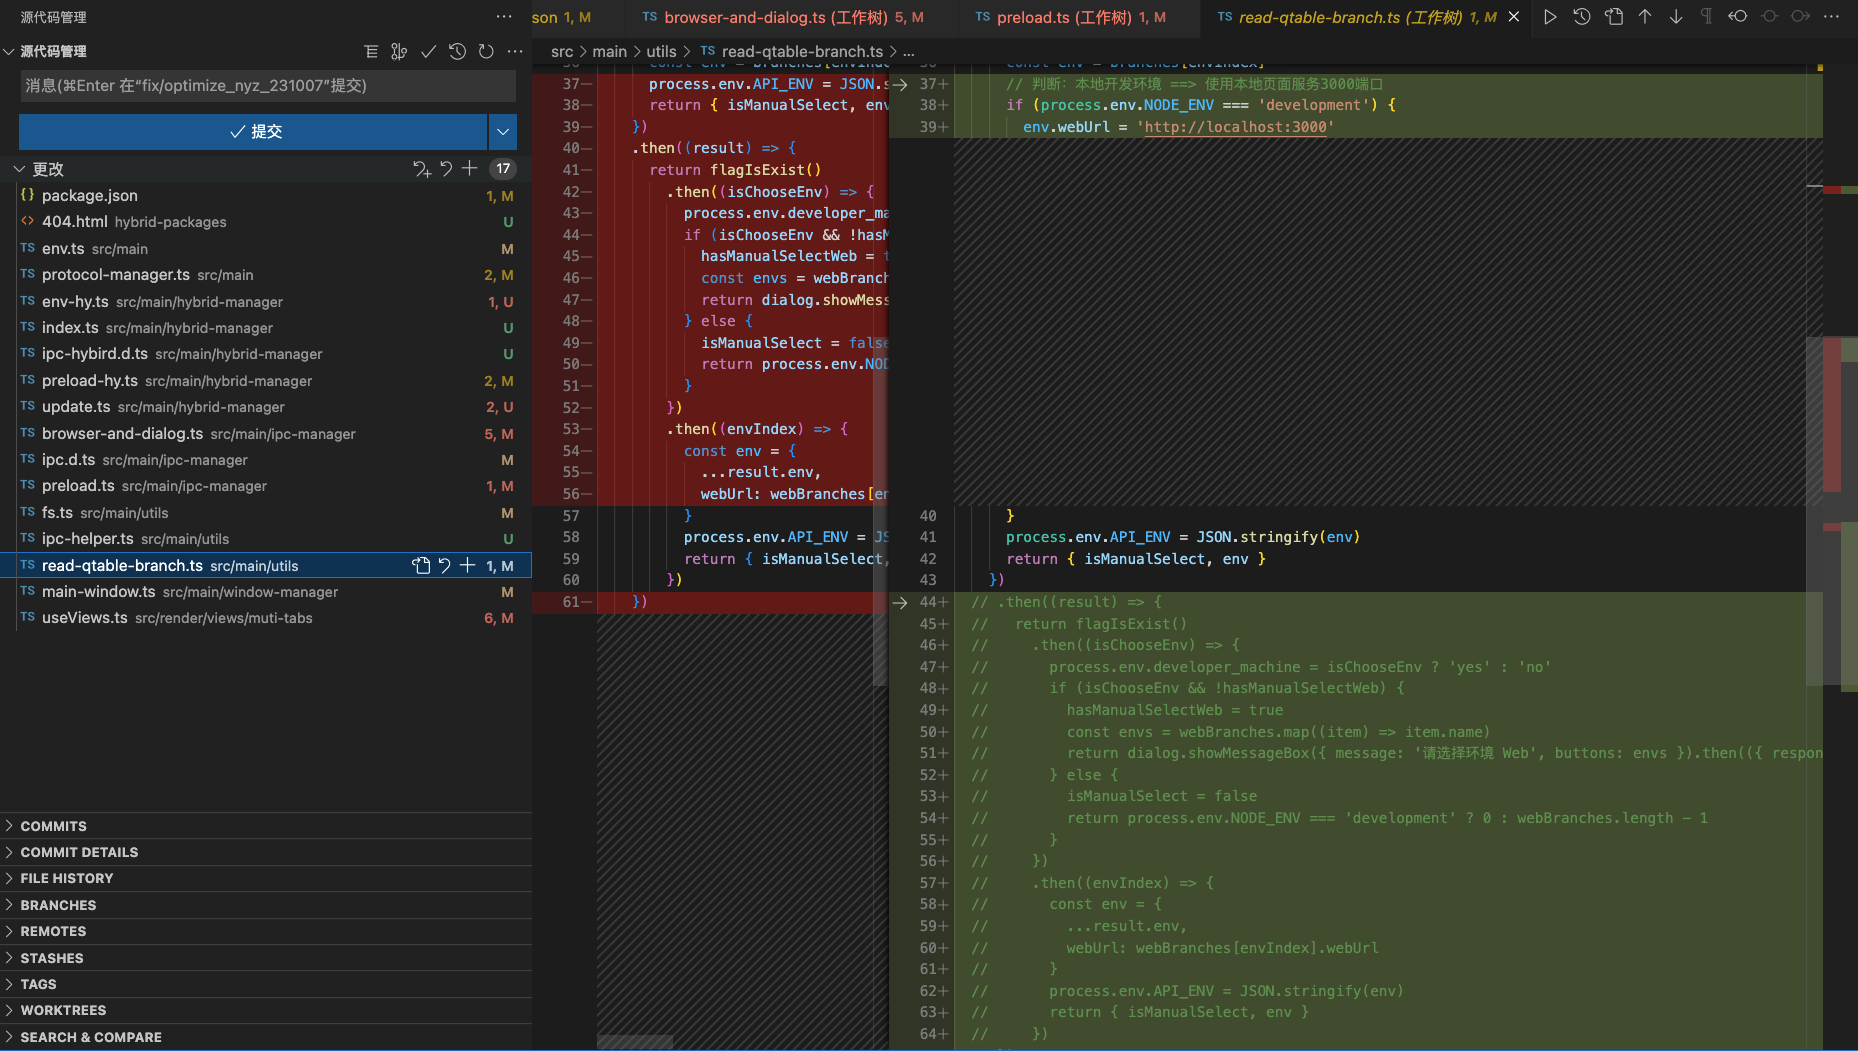 源代码管理
源代码管理
消息(⌘Enter 在“fix/optimize_nyz_231007”提交)
提交
更改 17
package.json 1, M
404.html hybrid-packages U
TS env.ts src/main M
TS protocol-manager.ts src/main 2, M
TS env-hy.ts src/main/hybrid-manager 1, U
TS index.ts src/main/hybrid-manager U
TS ipc-hybird.d.ts src/main/hybrid-manager U
TS preload-hy.ts src/main/hybrid-manager 2, M
TS update.ts src/main/hybrid-manager 2, U
TS browser-and-dialog.ts src/main/ipc-manager 5, M
TS ipc.d.ts src/main/ipc-manager M
TS preload.ts src/main/ipc-manager 1, M
TS fs.ts src/main/utils M
TS ipc-helper.ts src/main/utils U
TS read-qtable-branch.ts src/main/utils 1, M
TS main-window.ts src/main/window-manager M
TS useViews.ts src/render/views/muti-tabs 6, M
COMMITS
COMMIT DETAILS
FILE HISTORY
BRANCHES
REMOTES
STASHES
TAGS
WORKTREES
SEARCH & COMPARE
son 1, M
TS browser-and-dialog.ts (工作树) 5, M
TS preload.ts (工作树) 1, M
TS read-qtable-branch.ts (工作树) 1, M
src > main > utils > TS read-qtable-branch.ts > ...
37— process.env.API_ENV = JSON.s
38— return { isManualSelect, env
39— })
40— .then((result) => {
41— return flagIsExist()
42— .then((isChooseEnv) => {
43— process.env.developer_ma
44— if (isChooseEnv && !hasM
45— hasManualSelectWeb = t
46— const envs = webBranch
47— return dialog.showMess
48— } else {
49— isManualSelect = false
50— return process.env.NOD
51— }
52— })
53— .then((envIndex) => {
54— const env = {
55— ...result.env,
56— webUrl: webBranches[en
57 }
58 process.env.API_ENV = JS
59 return { isManualSelect,
60 })
61— })
37+ // 判断: 本地开发环境 ==> 使用本地页面服务3000端口
38+ if (process.env.NODE_ENV === 'development') {
39+ env.webUrl = 'http://localhost:3000'
40 }
41 process.env.API_ENV = JSON.stringify(env)
42 return { isManualSelect, env }
43 })
44+ // .then((result) => {
45+ // return flagIsExist()
46+ // .then((isChooseEnv) => {
47+ // process.env.developer_machine = isChooseEnv ? 'yes' : 'no'
48+ // if (isChooseEnv && !hasManualSelectWeb) {
49+ // hasManualSelectWeb = true
50+ // const envs = webBranches.map((item) => item.name)
51+ // return dialog.showMessageBox({ message: '请选择环境 Web', buttons: envs }).then(({ respon
52+ // } else {
53+ // isManualSelect = false
54+ // return process.env.NODE_ENV === 'development' ? 0 : webBranches.length - 1
55+ // }
56+ // })
57+ // .then((envIndex) => {
58+ // const env = {
59+ // ...result.env,
60+ // webUrl: webBranches[envIndex].webUrl
61+ // }
62+ // process.env.API_ENV = JSON.stringify(env)
63+ // return { isManualSelect, env }
64+ // })